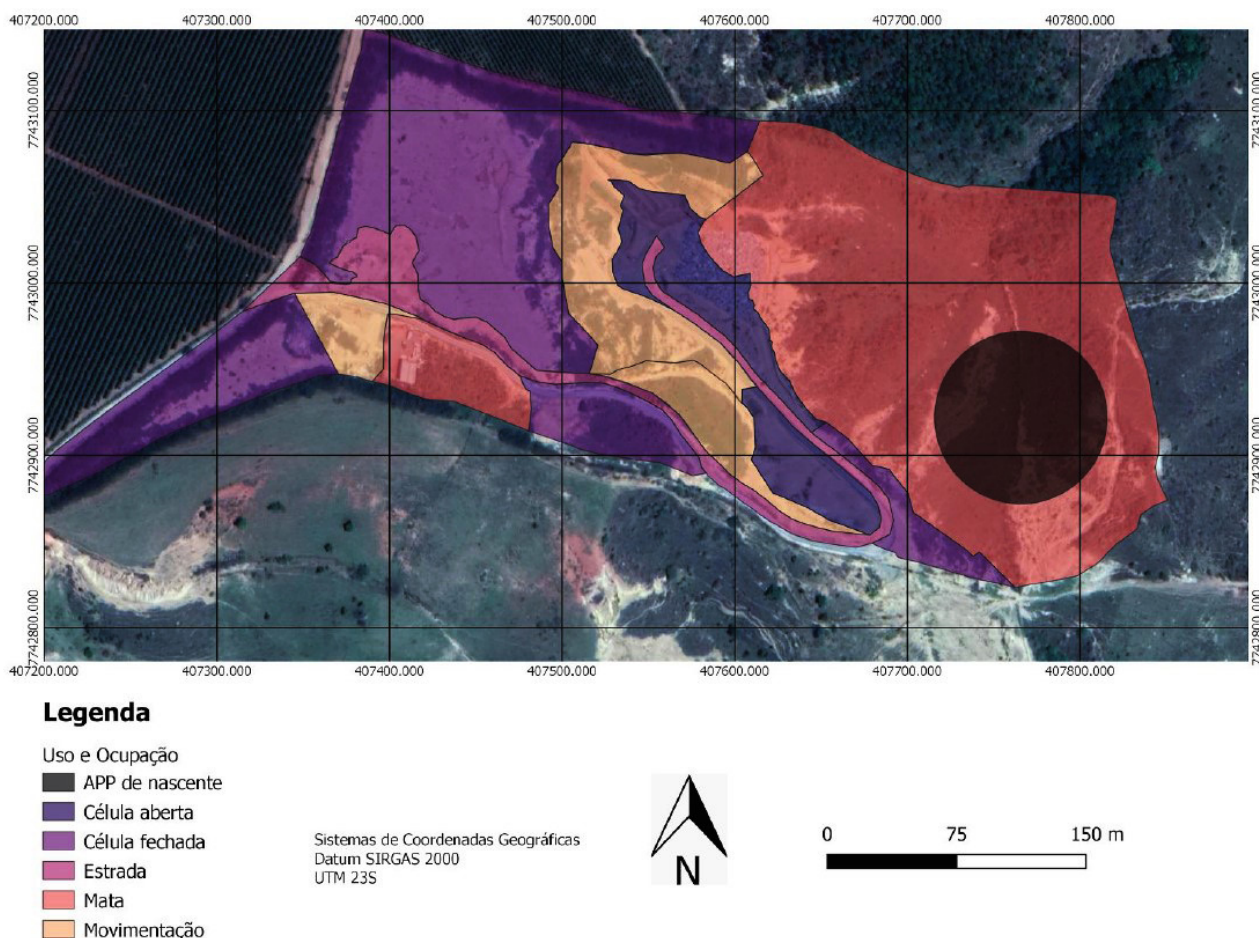 407200.000 407300.000 407400.000 407500.000 407600.000 407700.000 407800.000
7743100.000 7743100.000
7743000.000 7743000.000
7742900.000 7742900.000
7742800.000 7742800.000
407200.000 407300.000 407400.000 407500.000 407600.000 407700.000 407800.000
Legenda
Uso e Ocupação
APP de nascente
Célula aberta
Célula fechada
Estrada
Mata
Movimentação
Sistemas de Coordenadas Geográficas
Datum SIRGAS 2000
UTM 23S
N
0 75 150 m